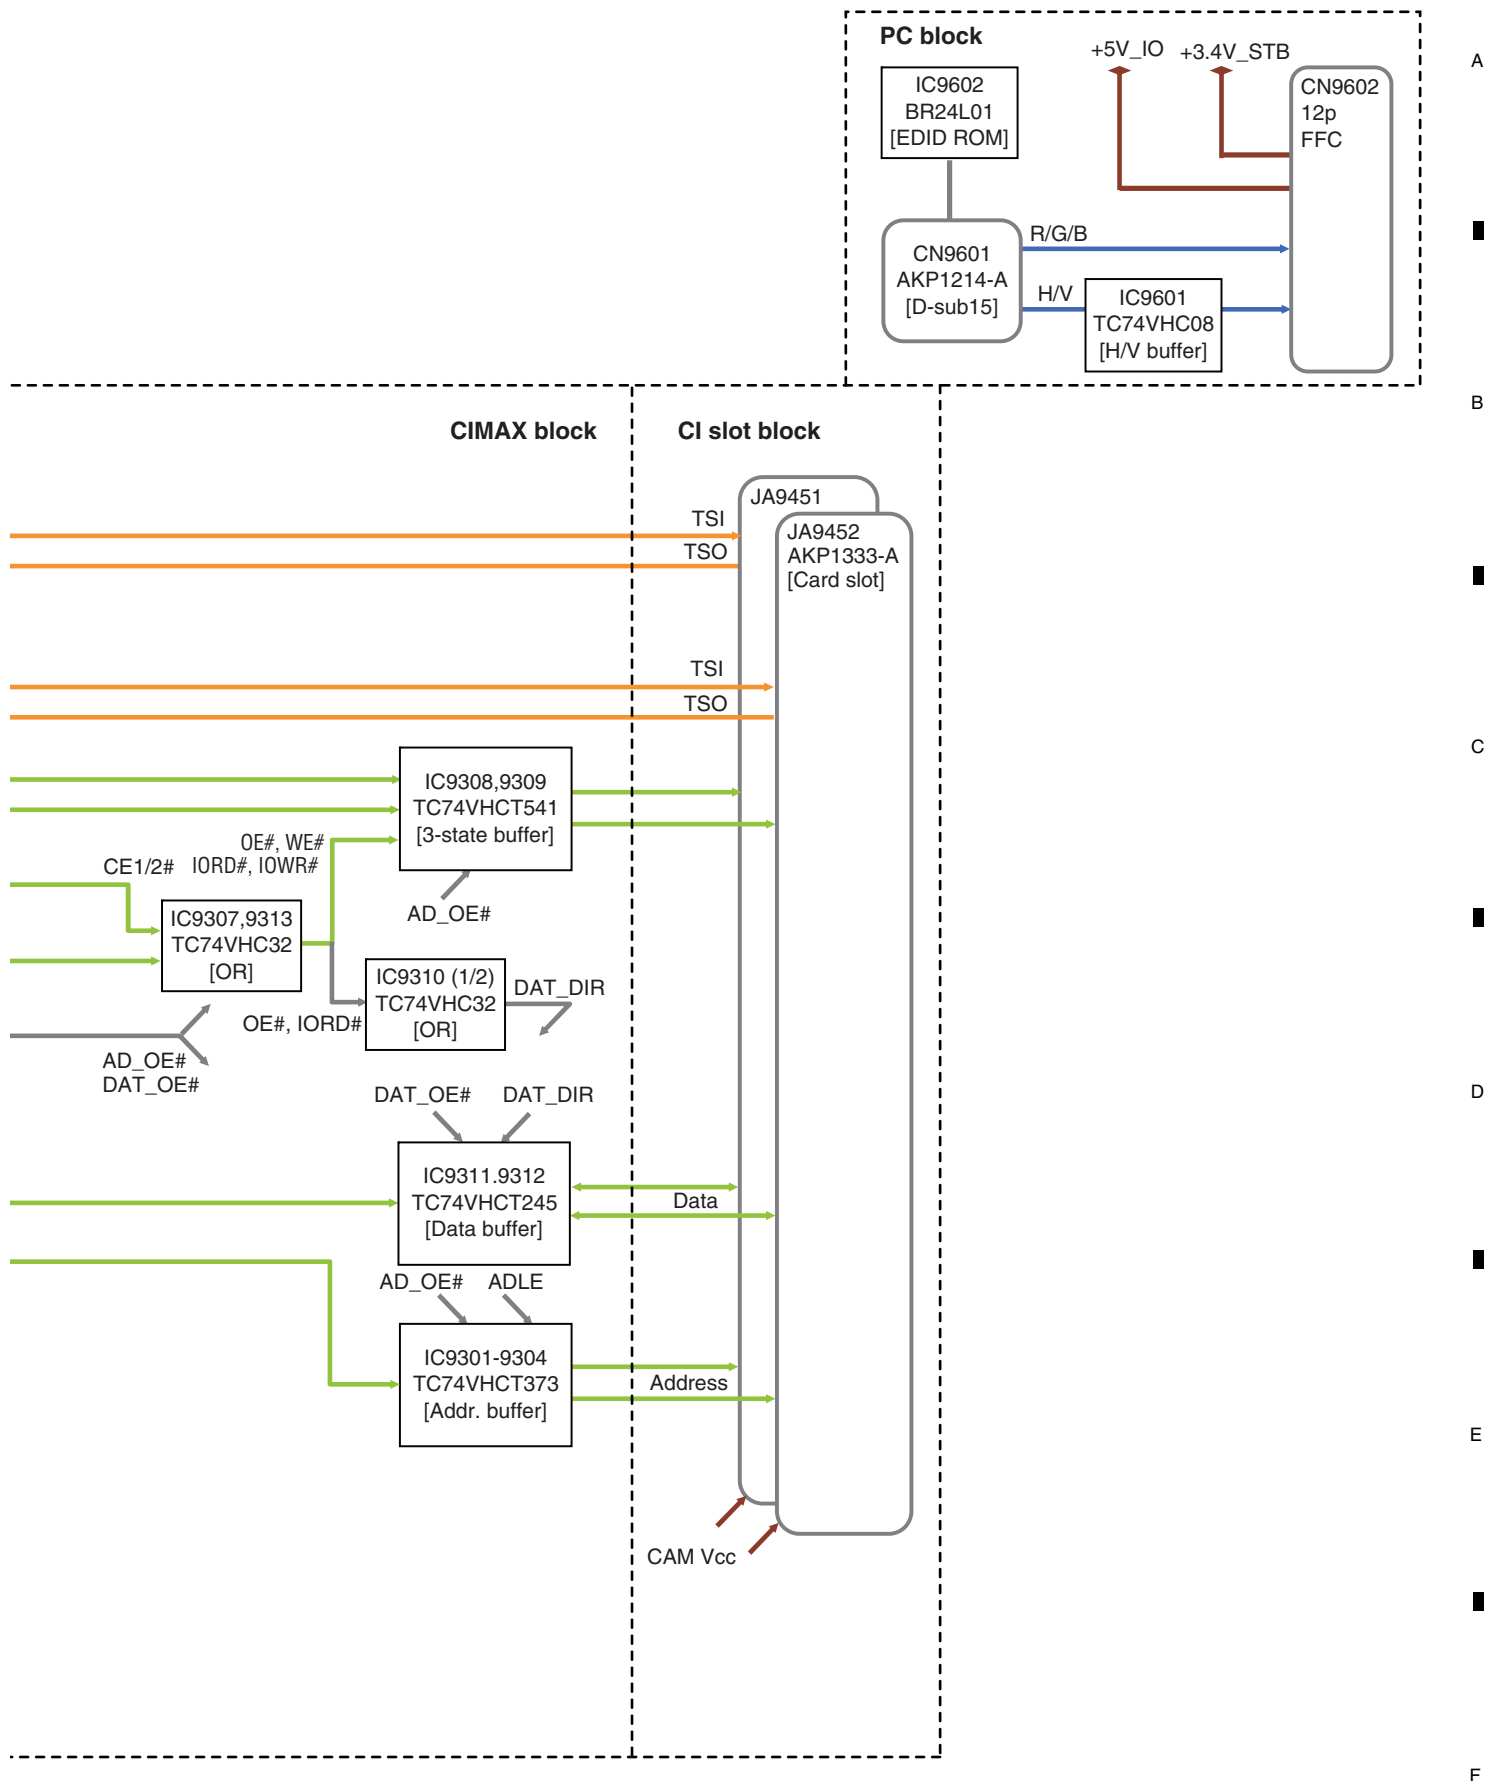 PC block
+5V_IO
+3.4V_STB
A
IC9602
BR24L01
[EDID ROM]
CN9602
12p
FFC
CN9601
AKP1214-A
[D-sub15]
R/G/B
H/V
IC9601
TC74VHC08
[H/V buffer]
B
CIMAX block
CI slot block
JA9451
TSI
TSO
JA9452
AKP1333-A
[Card slot]
TSI
TSO
C
IC9308,9309
TC74VHCT541
[3-state buffer]
OE#, WE#
IORD#, IOWR#
CE1/2#
AD_OE#
IC9307,9313
TC74VHC32
[OR]
IC9310 (1/2)
TC74VHC32
[OR]
DAT_DIR
OE#, IORD#
AD_OE#
DAT_OE#
DAT_OE#
DAT_DIR
D
IC9311.9312
TC74VHCT245
[Data buffer]
Data
AD_OE#
ADLE
IC9301-9304
TC74VHCT373
[Addr. buffer]
Address
E
CAM Vcc
F